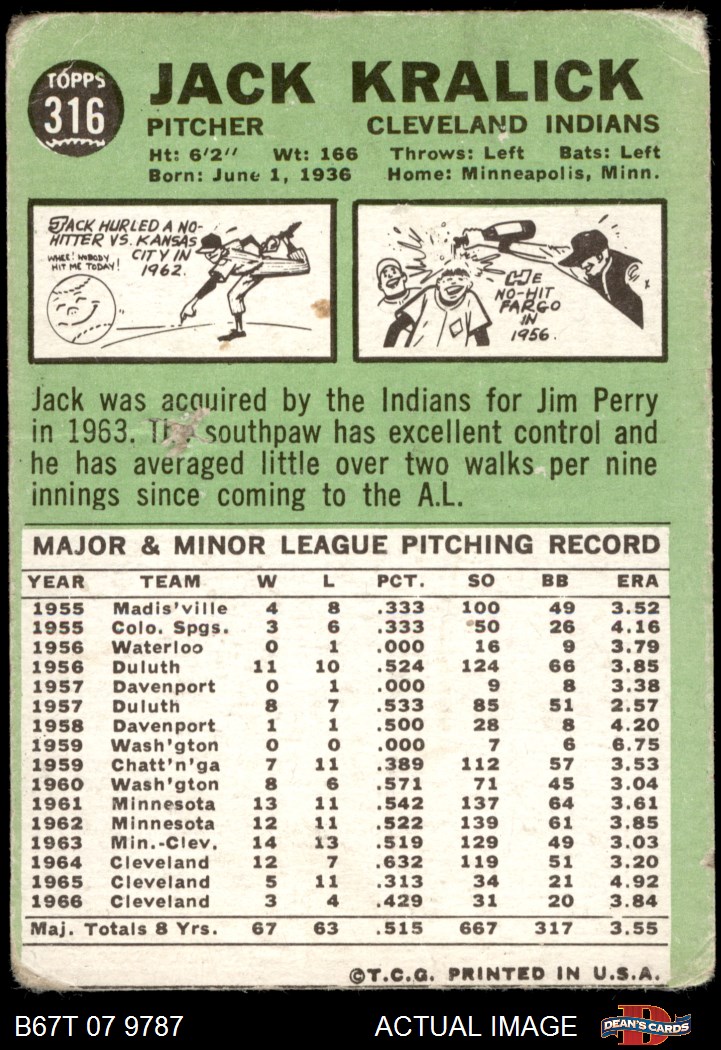 TOPPS
316
JACK KRALICK
PITCHER CLEVELAND INDIANS
Ht: 6'2" Wt: 166 Throws: Left Bats: Left
Born: June 1, 1936 Home: Minneapolis, Minn.
JACK HURLED A NO-
HITTER VS. KANSAS
CITY IN
1962.
WHEE! NOBODY
HIT ME TODAY!
HE
NO-HIT
FARGO
IN
1956.
Jack was acquired by the Indians for Jim Perry
in 1963. The southpaw has excellent control and
he has averaged little over two walks per nine
innings since coming to the A.L.
MAJOR & MINOR LEAGUE PITCHING RECORD
YEAR TEAM W L PCT. SO BB ERA
1955 Madis'ville 4 8 .333 100 49 3.52
1955 Colo. Spgs. 3 6 .333 50 26 4.16
1956 Waterloo 0 1 .000 16 9 3.79
1956 Duluth 11 10 .524 124 66 3.85
1957 Davenport 0 1 .000 9 8 3.38
1957 Duluth 8 7 .533 85 51 2.57
1958 Davenport 1 1 .500 28 8 4.20
1959 Wash'gton 0 0 .000 7 6 6.75
1959 Chatt'n'ga 7 11 .389 112 57 3.53
1960 Wash'gton 8 6 .571 71 45 3.04
1961 Minnesota 13 11 .542 137 64 3.61
1962 Minnesota 12 11 .522 139 61 3.85
1963 Min.-Clev. 14 13 .519 129 49 3.03
1964 Cleveland 12 7 .632 119 51 3.20
1965 Cleveland 5 11 .313 34 21 4.92
1966 Cleveland 3 4 .429 31 20 3.84
Maj. Totals 8 Yrs. 67 63 .515 667 317 3.55
©T.C.G. PRINTED IN U.S.A.
B67T 07 9787 ACTUAL IMAGE D DEAN'S CARDS